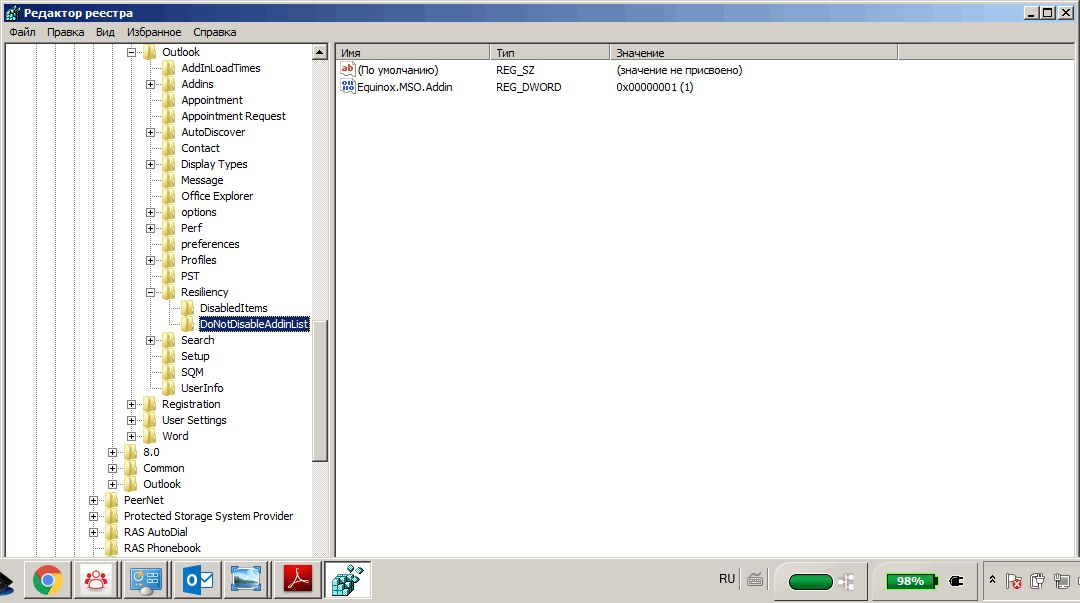 Редактор реестра
Файл Правка Вид Избранное Справка
Outlook
AddInLoadTimes
Addins
Appointment
Appointment Request
AutoDiscover
Contact
Display Types
Message
Office Explorer
options
Perf
preferences
Profiles
PST
Resiliency
DisabledItems
DoNotDisableAddinList
Search
Setup
SQM
UserInfo
Registration
User Settings
Word
8.0
Common
Outlook
PeerNet
Protected Storage System Provider
RAS AutoDial
RAS Phonebook
Имя Тип Значение
ab (По умолчанию) REG_SZ (значение не присвоено)
Equinox.MSO.Addin REG_DWORD 0x00000001 (1)
RU
98%